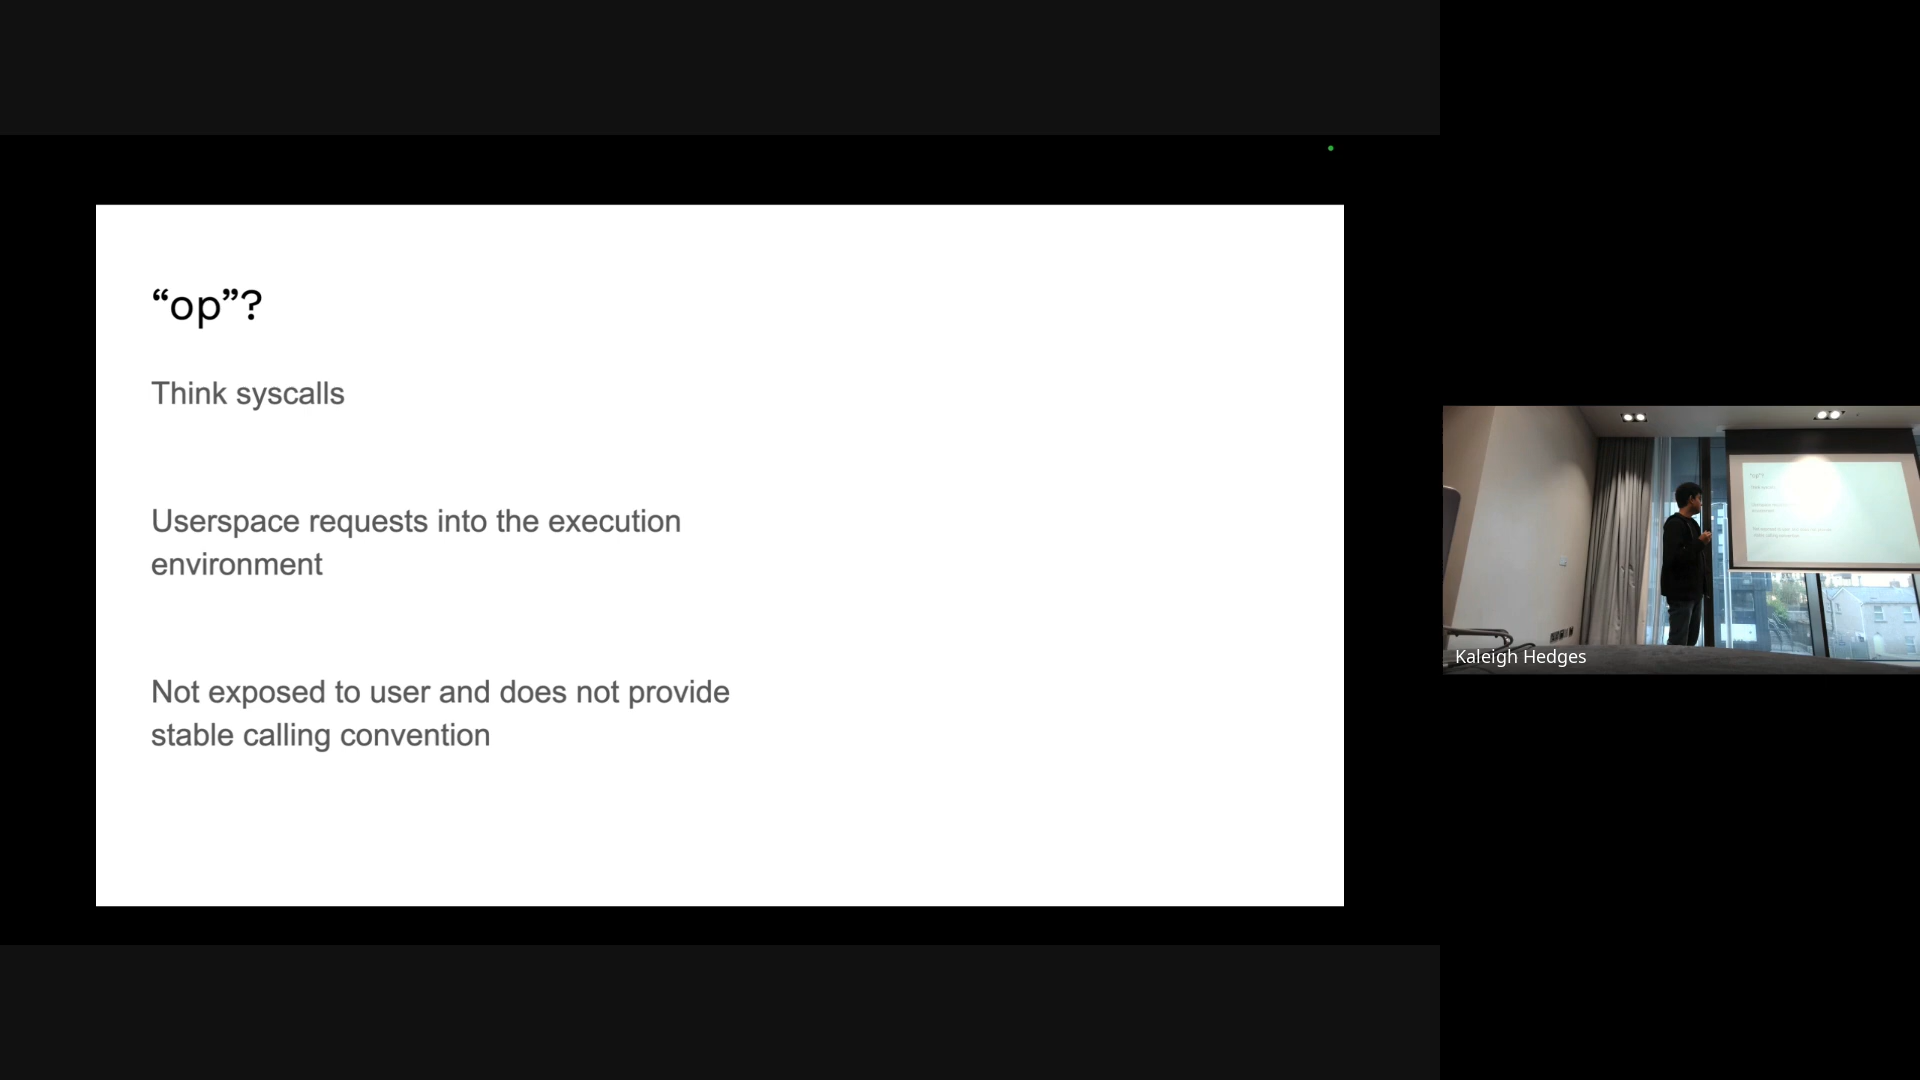 “op”?
Think syscalls
Userspace requests into the execution
environment
Not exposed to user and does not provide
stable calling convention
Kaleigh Hedges